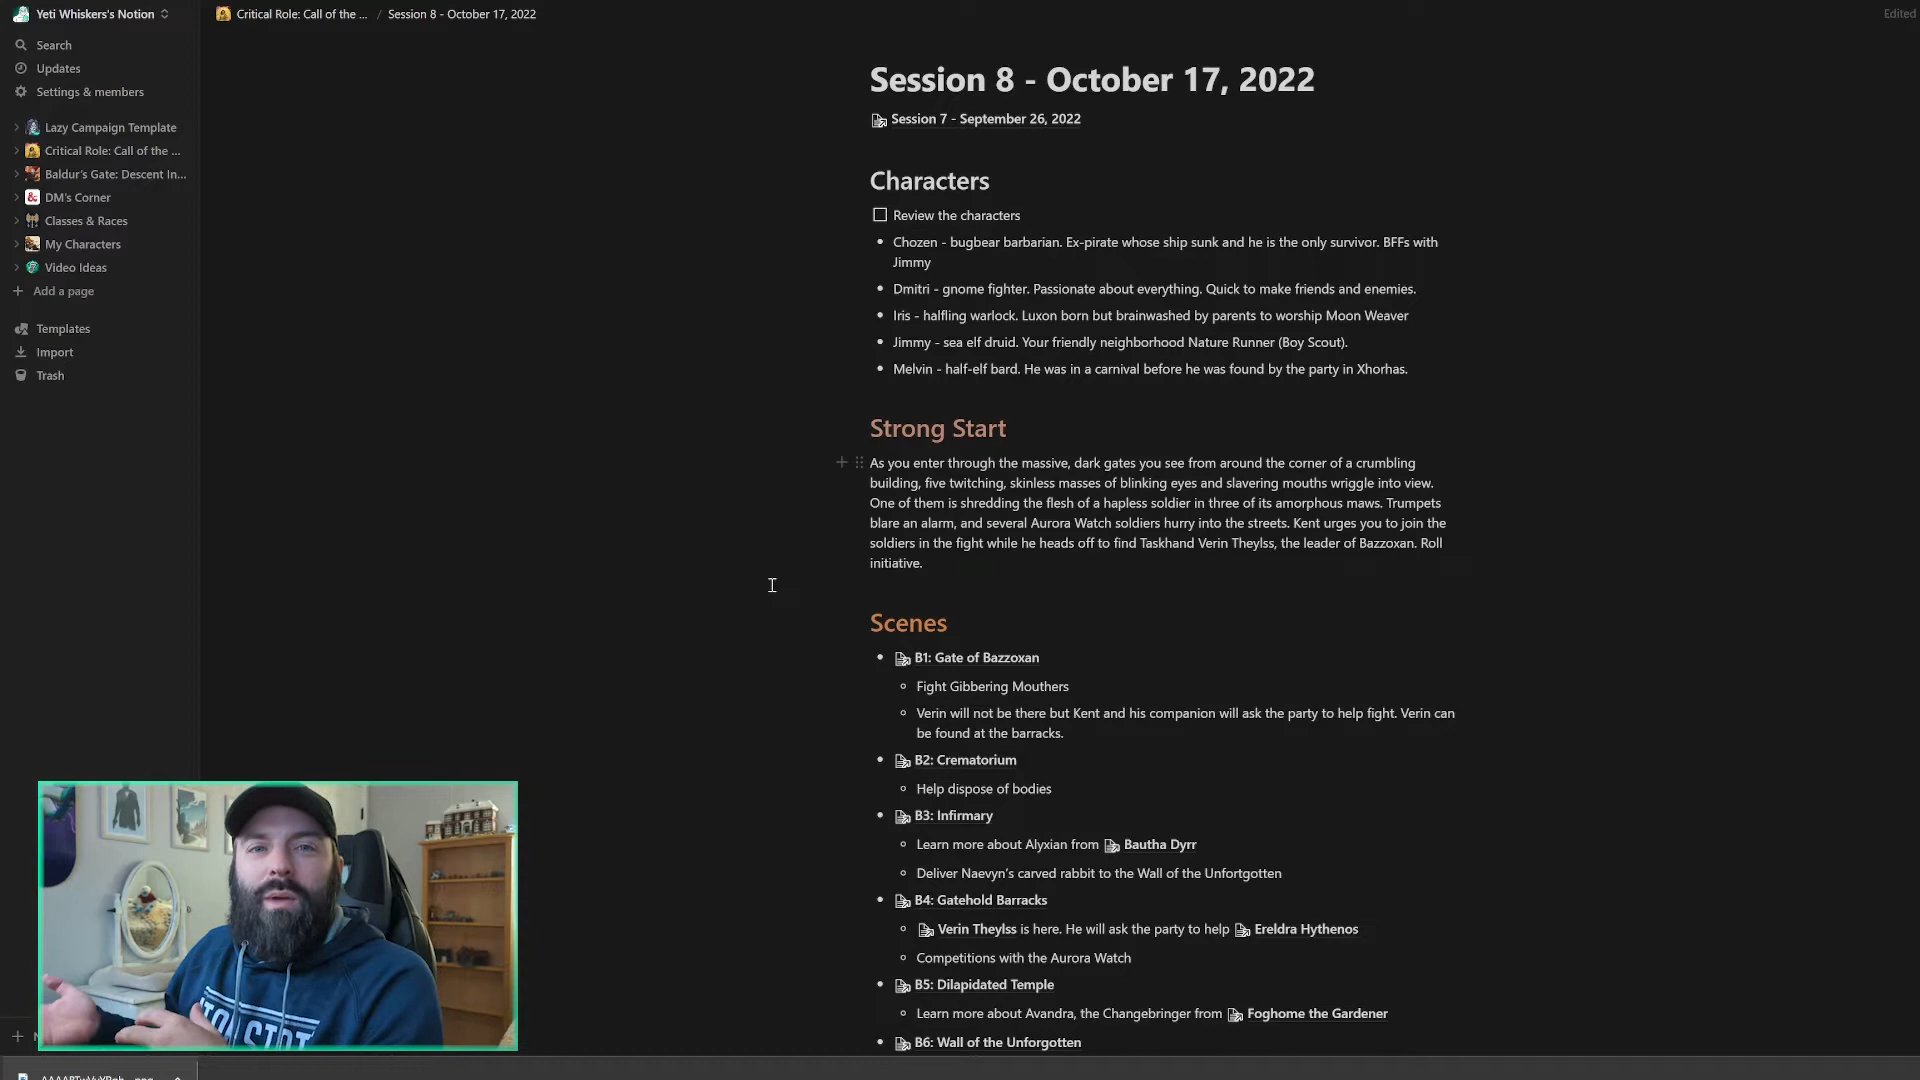 Yeti Whiskers's Notion
Critical Role: Call of the ... / Session 8 - October 17, 2022
Edited
Search
Updates
Settings & members
Lazy Campaign Template
Critical Role: Call of the ...
Baldur's Gate: Descent In...
DM's Corner
Classes & Races
My Characters
Video Ideas
Add a page
Templates
Import
Trash
Session 8 - October 17, 2022
Session 7 - September 26, 2022
Characters
Review the characters
Chozen - bugbear barbarian. Ex-pirate whose ship sunk and he is the only survivor. BFFs with
Jimmy
Dmitri - gnome fighter. Passionate about everything. Quick to make friends and enemies.
Iris - halfling warlock. Luxon born but brainwashed by parents to worship Moon Weaver
Jimmy - sea elf druid. Your friendly neighborhood Nature Runner (Boy Scout).
Melvin - half-elf bard. He was in a carnival before he was found by the party in Xhorhas.
Strong Start
As you enter through the massive, dark gates you see from around the corner of a crumbling
building, five twitching, skinless masses of blinking eyes and slavering mouths wriggle into view.
One of them is shredding the flesh of a hapless soldier in three of its amorphous maws. Trumpets
blare an alarm, and several Aurora Watch soldiers hurry into the streets. Kent urges you to join the
soldiers in the fight while he heads off to find Taskhand Verin Theylss, the leader of Bazzoxan. Roll
initiative.
Scenes
B1: Gate of Bazzoxan
Fight Gibbering Mouthers
Verin will not be there but Kent and his companion will ask the party to help fight. Verin can
be found at the barracks.
B2: Crematorium
Help dispose of bodies
B3: Infirmary
Learn more about Alyxian from Bautha Dyrr
Deliver Naevyn's carved rabbit to the Wall of the Unfortgotten
B4: Gatehold Barracks
Verin Theylss is here. He will ask the party to help Ereldra Hythenos
Competitions with the Aurora Watch
B5: Dilapidated Temple
Learn more about Avandra, the Changebringer from Foghome the Gardener
B6: Wall of the Unforgotten